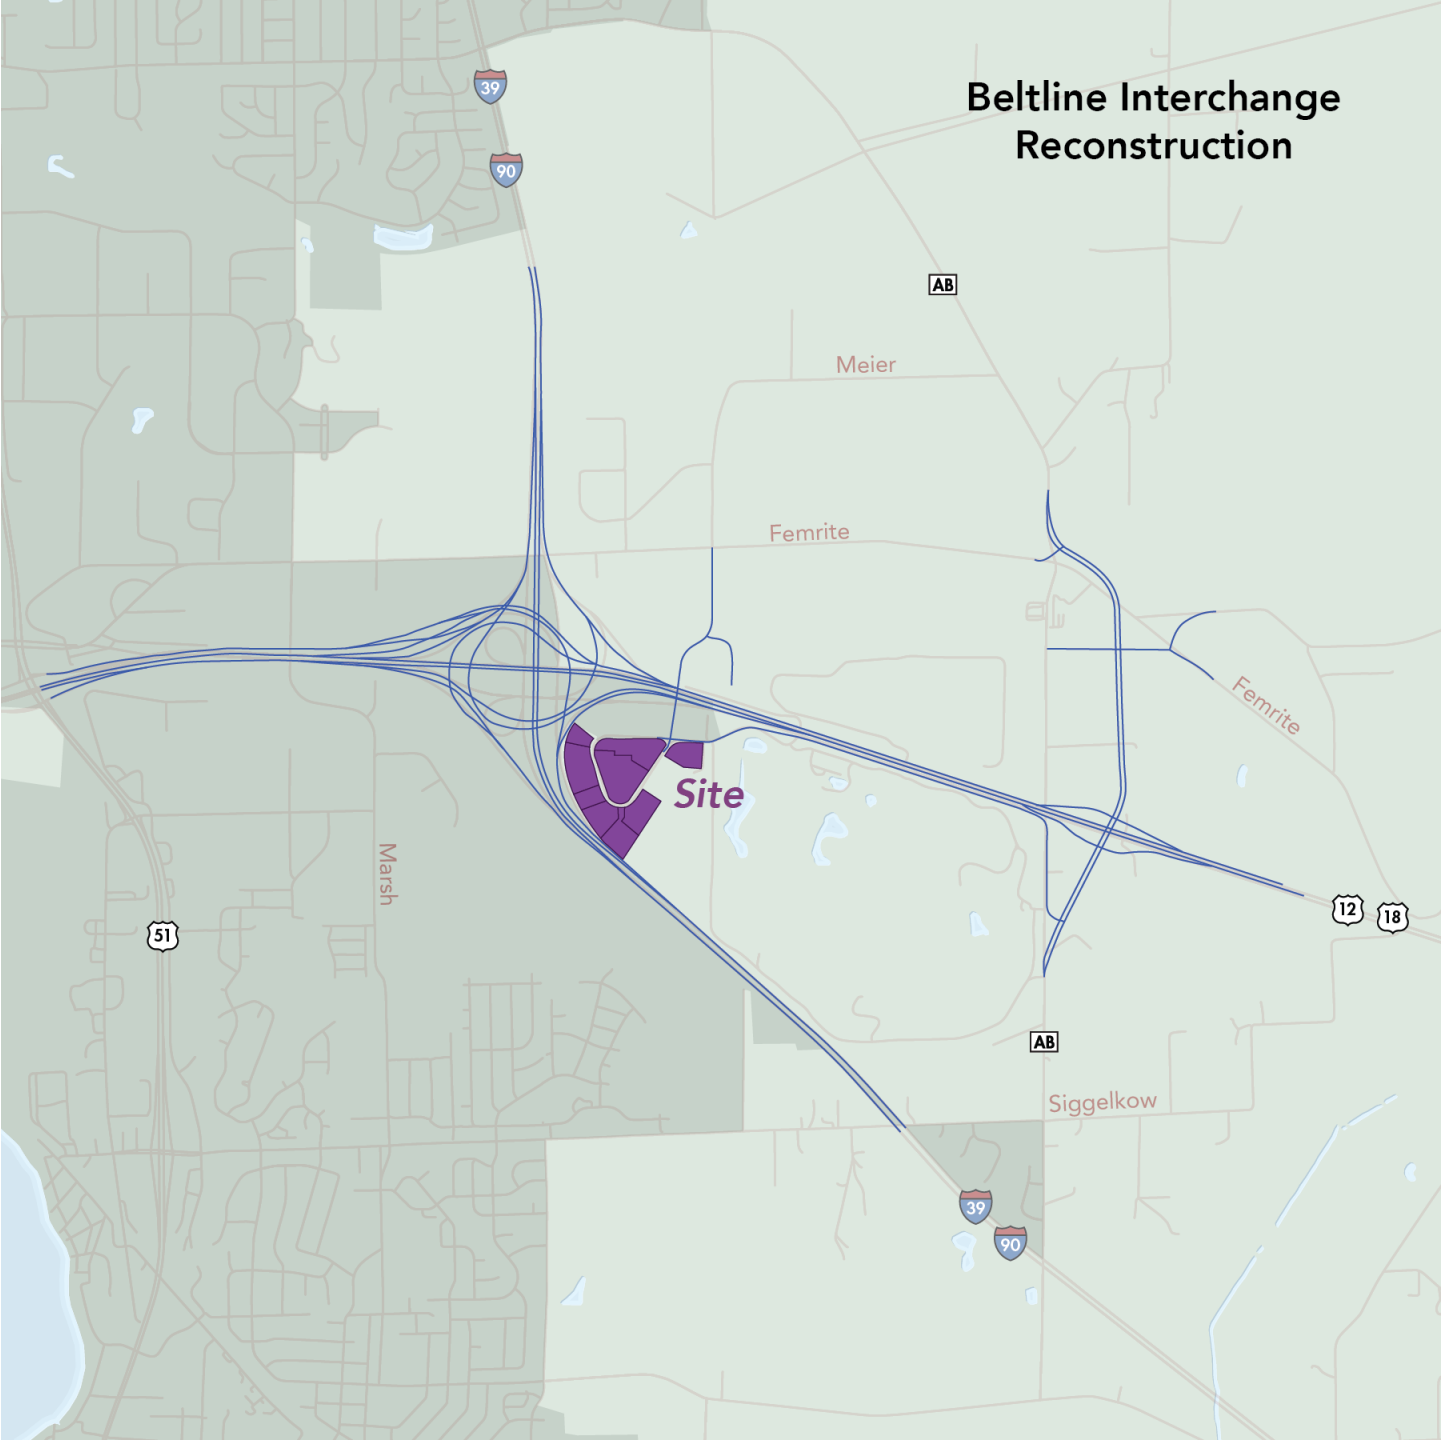 39
Beltline Interchange
Reconstruction
90
AB
Meier
Femrite
Femrite
Site
Marsh
51
12
18
AB
Siggelkow
39
90